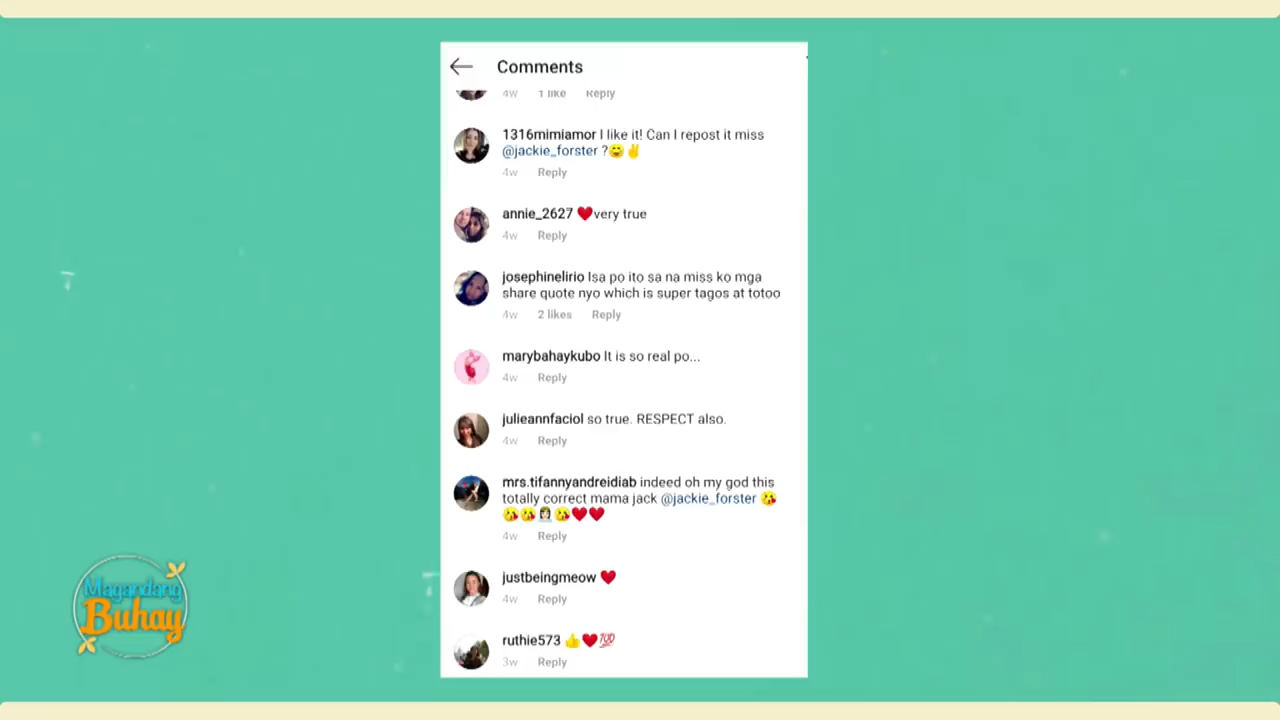 Comments
4w 1 like Reply
1316mimiamor I like it! Can I repost it miss
@jackie_forster ?😄✌️
4w Reply
annie_2627 ❤️very true
4w Reply
josephinelirio Isa po ito sa na miss ko mga
share quote nyo which is super tagos at totoo
4w 2 likes Reply
marybahaykubo It is so real po...
4w Reply
julieannfaciol so true. RESPECT also.
4w Reply
mrs.tifannyandreidiab indeed oh my god this
totally correct mama jack @jackie_forster 😘
😘😘👩‍💼😘❤️❤️
4w Reply
justbeingmeow ❤️
4w Reply
ruthie573 👍❤️💯
3w Reply
Magandang
Buhay